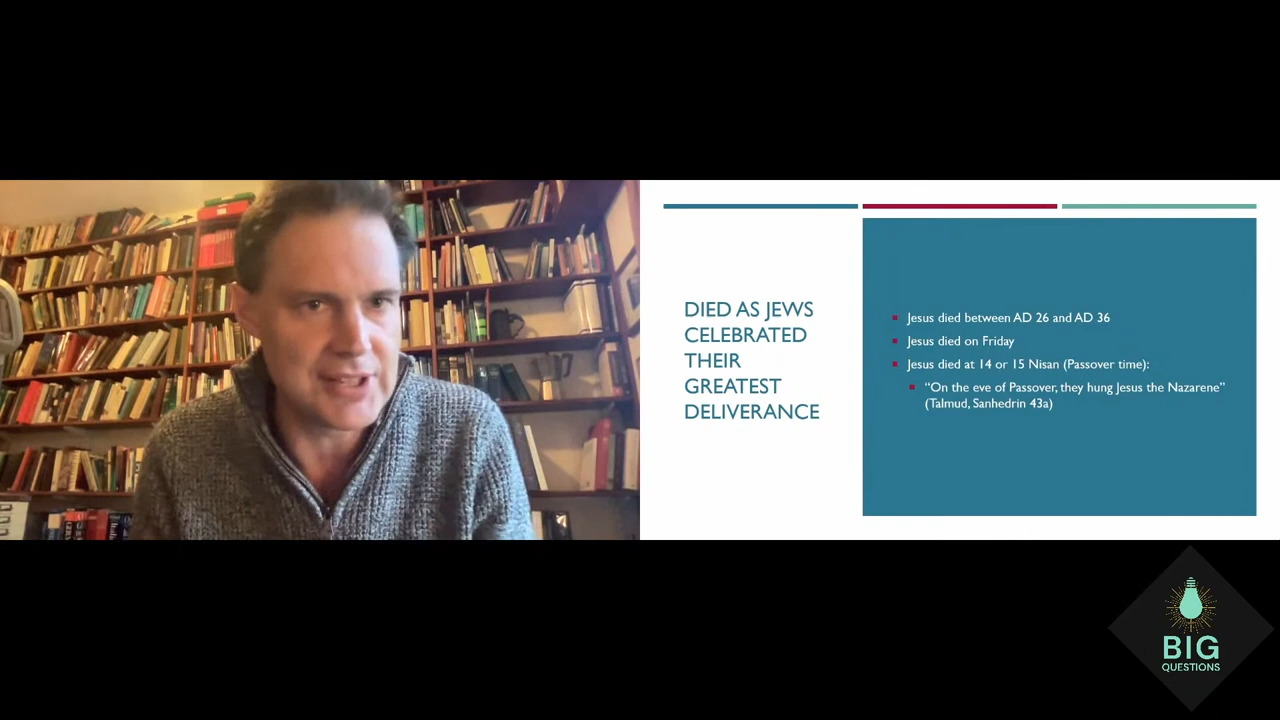 DIED AS JEWS
CELEBRATED
THEIR
GREATEST
DELIVERANCE
Jesus died between AD 26 and AD 36
Jesus died on Friday
Jesus died at 14 or 15 Nisan (Passover time):
“On the eve of Passover, they hung Jesus the Nazarene”
(Talmud, Sanhedrin 43a)
BIG
QUESTIONS